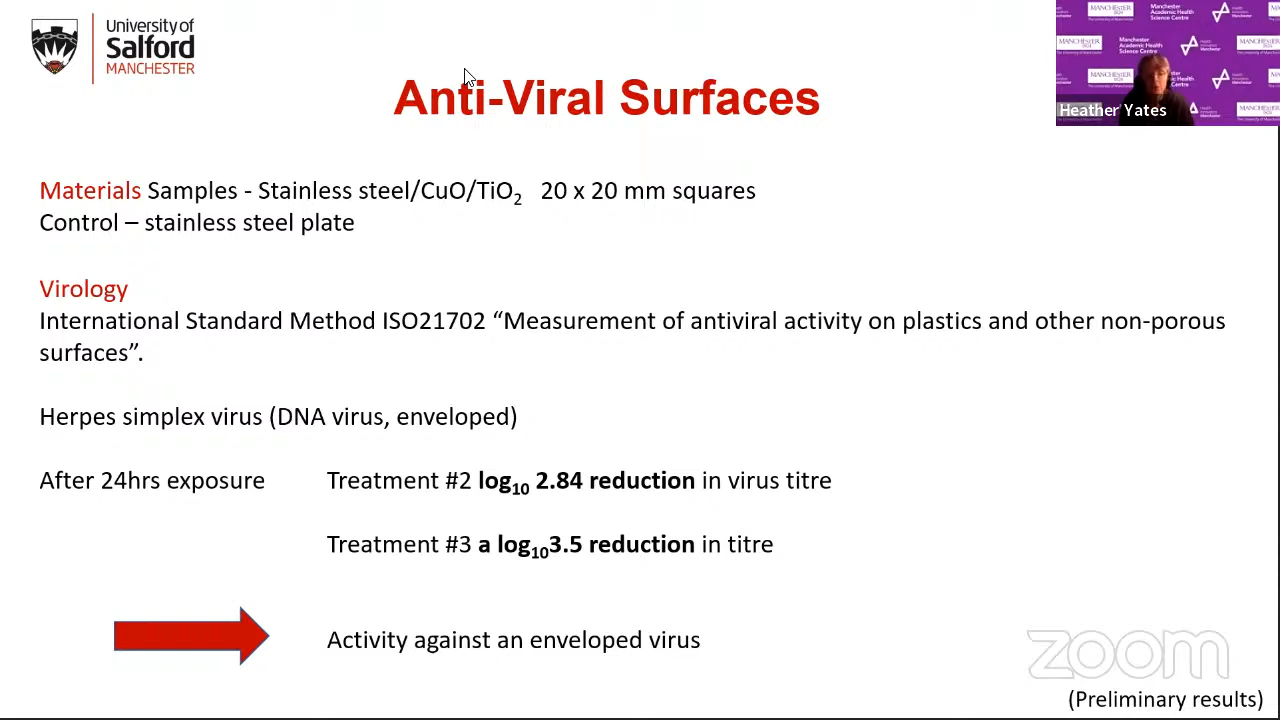 University of
Salford
MANCHESTER
Anti-Viral Surfaces
Heather Yates
Materials Samples - Stainless steel/CuO/TiO₂ 20 x 20 mm squares
Control – stainless steel plate
Virology
International Standard Method ISO21702 “Measurement of antiviral activity on plastics and other non-porous
surfaces”.
Herpes simplex virus (DNA virus, enveloped)
After 24hrs exposure Treatment #2 log₁₀ 2.84 reduction in virus titre
Treatment #3 a log₁₀3.5 reduction in titre
Activity against an enveloped virus
zoom
(Preliminary results)